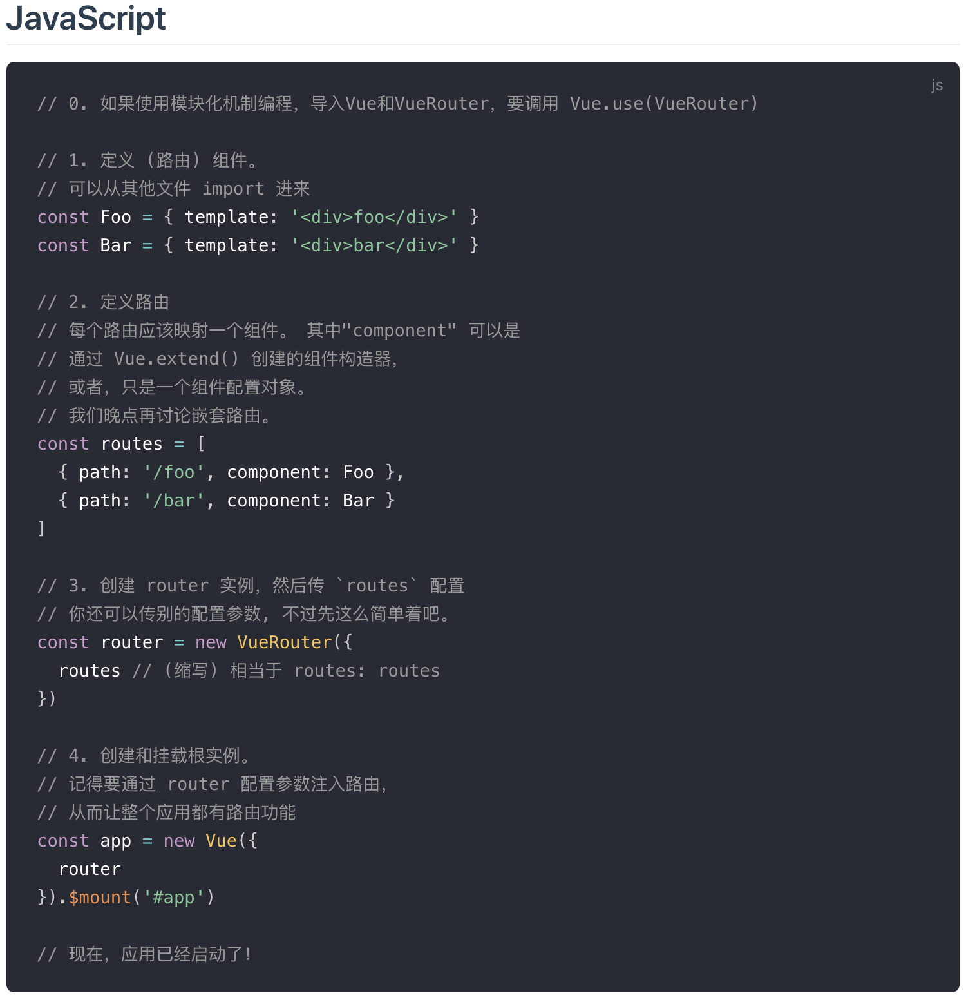 JavaScript
js
// 0. 如果使用模块化机制编程，导入Vue和VueRouter，要调用 Vue.use(VueRouter)
// 1. 定义 (路由) 组件。
// 可以从其他文件 import 进来
const Foo = { template: '<div>foo</div>' }
const Bar = { template: '<div>bar</div>' }
// 2. 定义路由
// 每个路由应该映射一个组件。 其中"component" 可以是
// 通过 Vue.extend() 创建的组件构造器，
// 或者，只是一个组件配置对象。
// 我们晚点再讨论嵌套路由。
const routes = [
  { path: '/foo', component: Foo },
  { path: '/bar', component: Bar }
]
// 3. 创建 router 实例，然后传 `routes` 配置
// 你还可以传别的配置参数, 不过先这么简单着吧。
const router = new VueRouter({
  routes // (缩写) 相当于 routes: routes
})
// 4. 创建和挂载根实例。
// 记得要通过 router 配置参数注入路由，
// 从而让整个应用都有路由功能
const app = new Vue({
  router
}).$mount('#app')
// 现在，应用已经启动了！